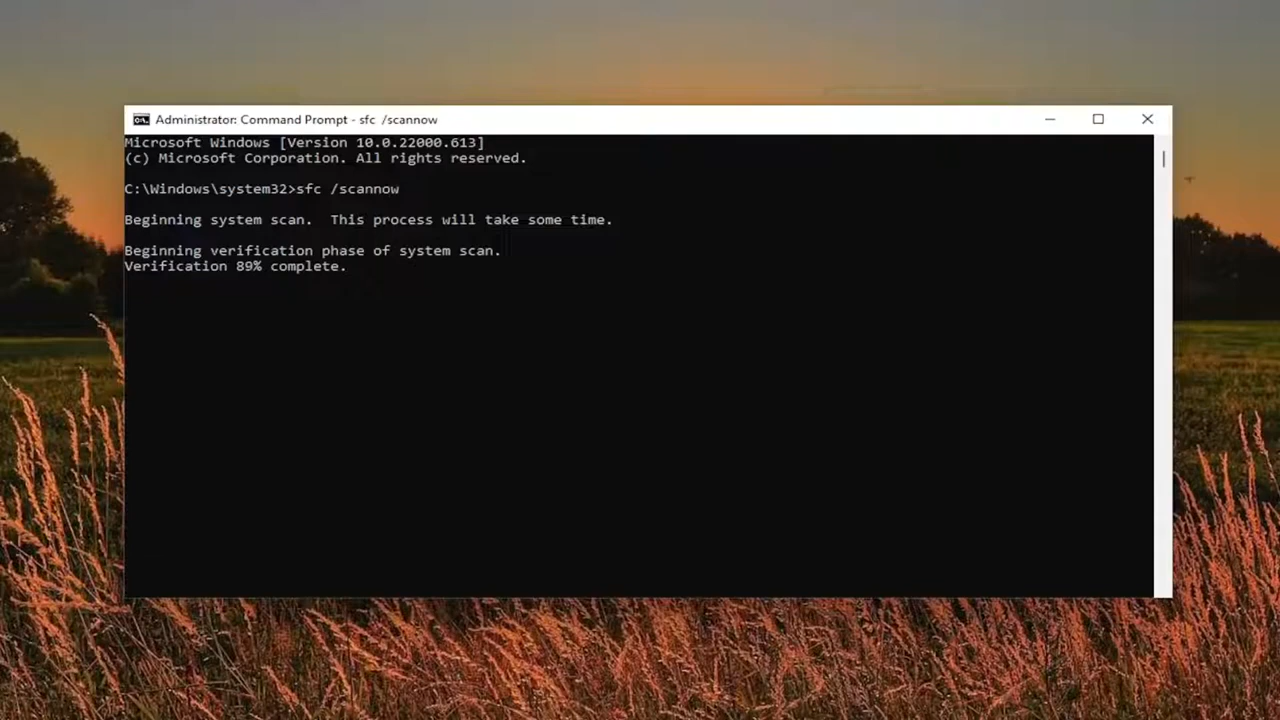 Administrator: Command Prompt - sfc  /scannow
Microsoft Windows [Version 10.0.22000.613]
(c) Microsoft Corporation. All rights reserved.
C:\Windows\system32>sfc /scannow
Beginning system scan.  This process will take some time.
Beginning verification phase of system scan.
Verification 89% complete.